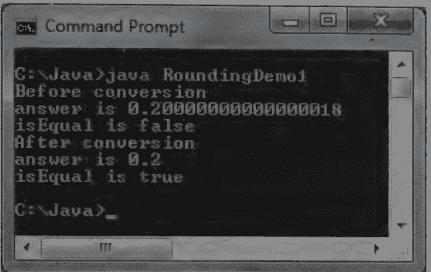 Command Prompt
C:\Java>java RoundingDemo1
Before conversion
answer is 0.20000000000000018
isEqual is false
After conversion
answer is 0.2
isEqual is true
C:\Java>_